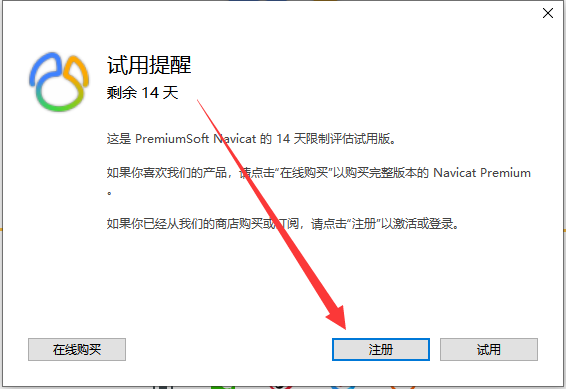 试用提醒
剩余 14 天
这是 PremiumSoft Navicat 的 14 天限制评估试用版。
如果你喜欢我们的产品，请点击“在线购买”以购买完整版本的 Navicat Premium
。
如果你已经从我们的商店购买或订阅，请点击“注册”以激活或登录。
在线购买
注册
试用